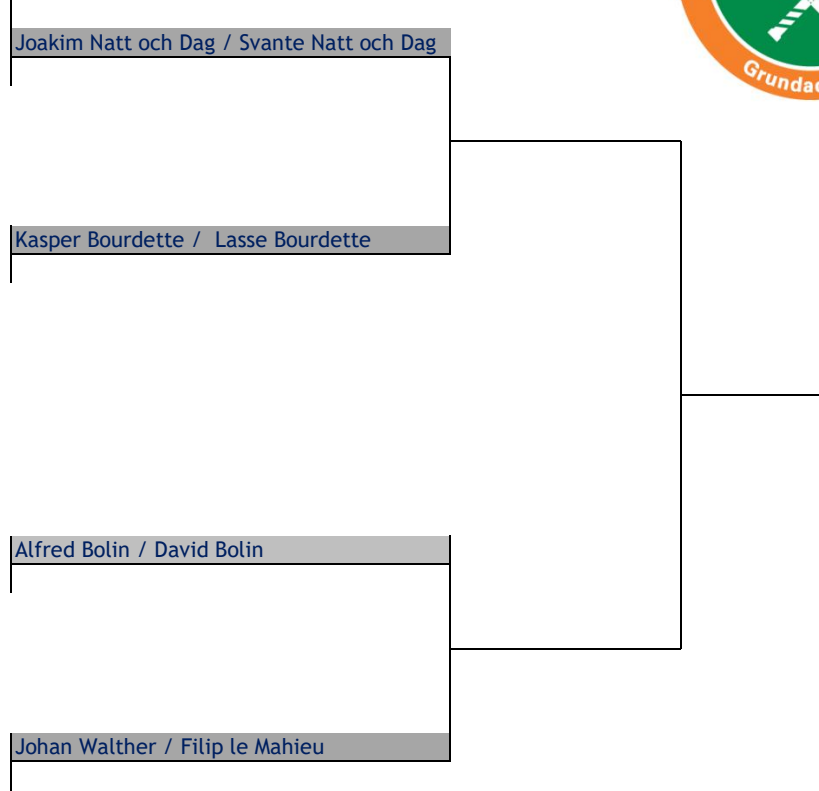 Joakim Natt och Dag / Svante Natt och Dag
Kasper Bourdette / Lasse Bourdette
Alfred Bolin / David Bolin
Johan Walther / Filip le Mahieu